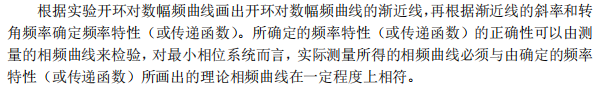 根据实验开环对数幅频曲线画出开环对数幅频曲线的渐近线,再根据渐近线的斜率和转
角频率确定频率特性（或传递函数）。所确定的频率特性（或传递函数）的正确性可以由测
量的相频曲线来检验，对最小相位系统而言，实际测量所得的相频曲线必须与由确定的频率
特性（或传递函数）所画出的理论相频曲线在一定程度上相符。